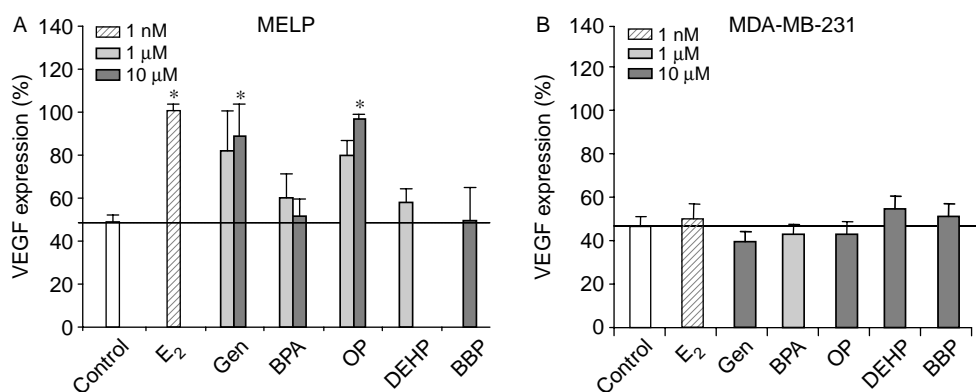 A
MELP
VEGF expression (%)
140
120
100
80
60
40
20
0
1 nM
1 μM
10 μM
*
*
*
Control
E₂
Gen
BPA
OP
DEHP
BBP
B
MDA-MB-231
VEGF expression (%)
140
120
100
80
60
40
20
0
1 nM
1 μM
10 μM
Control
E₂
Gen
BPA
OP
DEHP
BBP